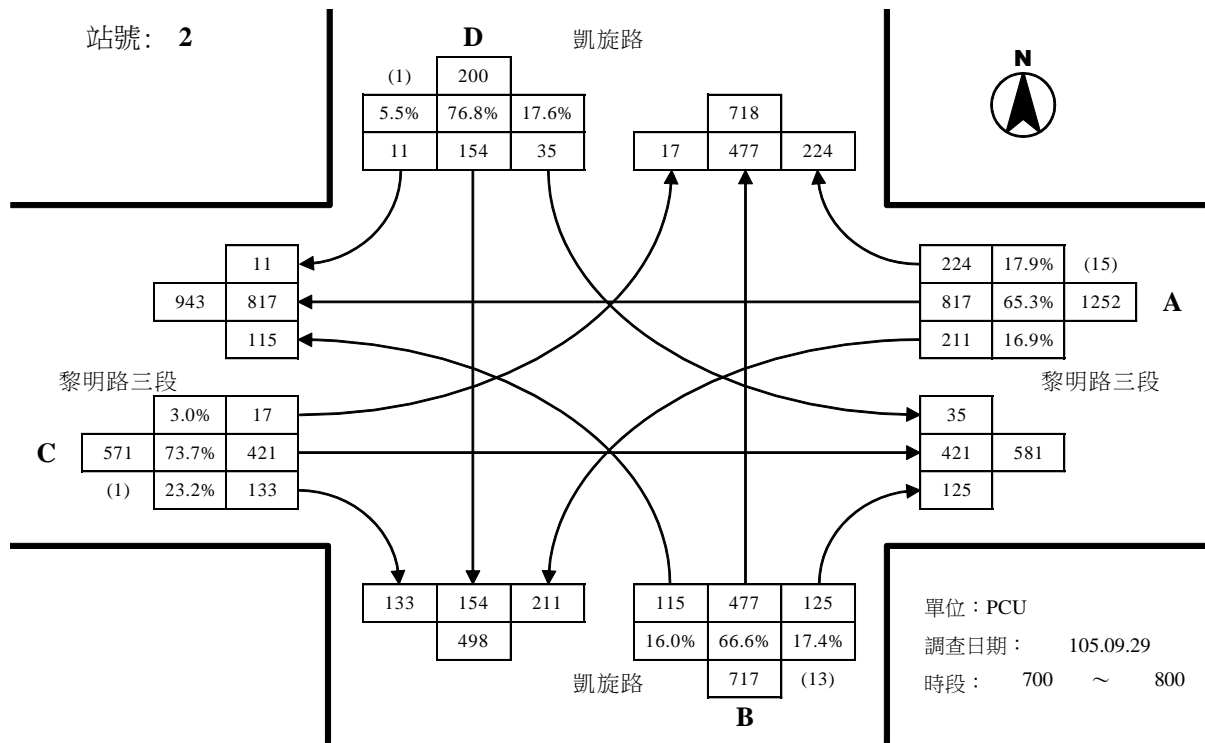 站號： 2
D 凱旋路
N
(1) 200
5.5% 76.8% 17.6%
11 154 35
718
17 477 224
11
943 817
115
224 17.9% (15)
817 65.3% 1252 A
211 16.9%
黎明路三段
黎明路三段
3.0% 17
C 571 73.7% 421
(1) 23.2% 133
35
421 581
125
133 154 211
498
115 477 125
16.0% 66.6% 17.4%
凱旋路 717 (13)
B
單位：PCU
調查日期： 105.09.29
時段： 700 ～ 800